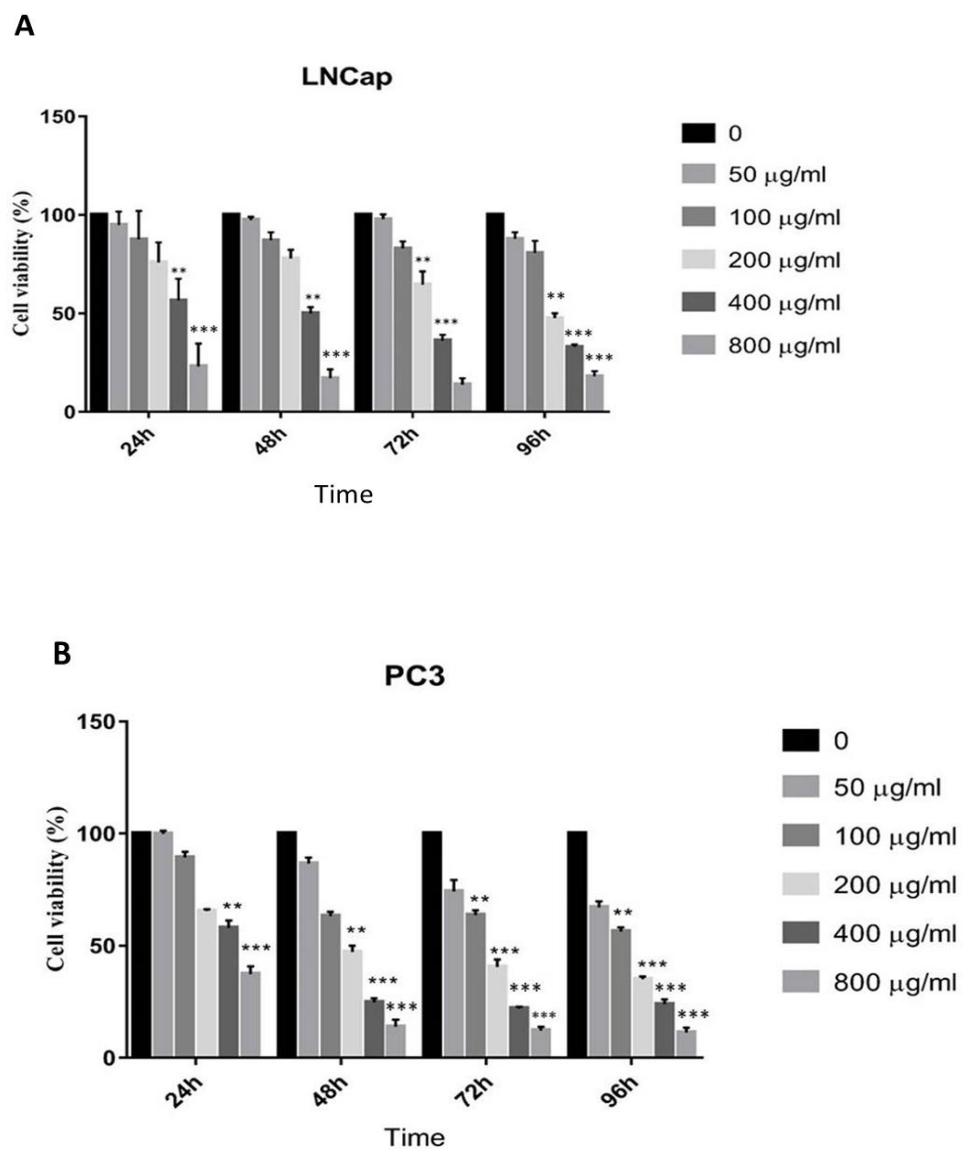 A
LNCap
150
100
50
0
Cell viability (%)
** ***
** ***
** ***
** *** ***
24h 48h 72h 96h
Time
0
50 μg/ml
100 μg/ml
200 μg/ml
400 μg/ml
800 μg/ml
B
PC3
150
100
50
0
Cell viability (%)
** ***
** *** ***
** *** *** ***
** *** *** ***
24h 48h 72h 96h
Time
0
50 μg/ml
100 μg/ml
200 μg/ml
400 μg/ml
800 μg/ml